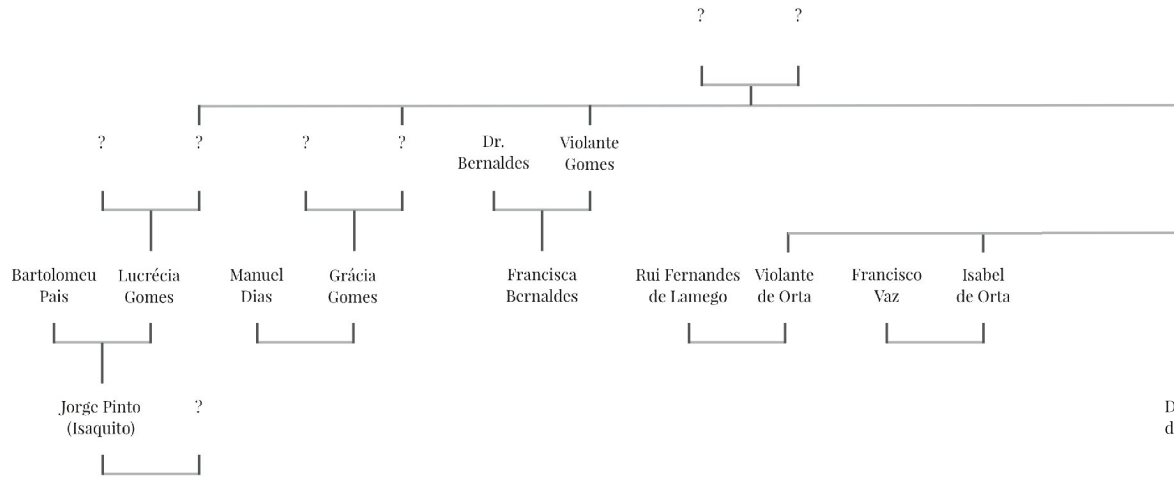 ? ?
? ? ? ? Dr. Violante
Bernaldes Gomes
Bartolomeu Lucrécia Manuel Grácia Francisca Rui Fernandes Violante Francisco Isabel
Pais Gomes Dias Gomes Bernaldes de Lamego de Orta Vaz de Orta
Jorge Pinto ? D
(Isaquito) d